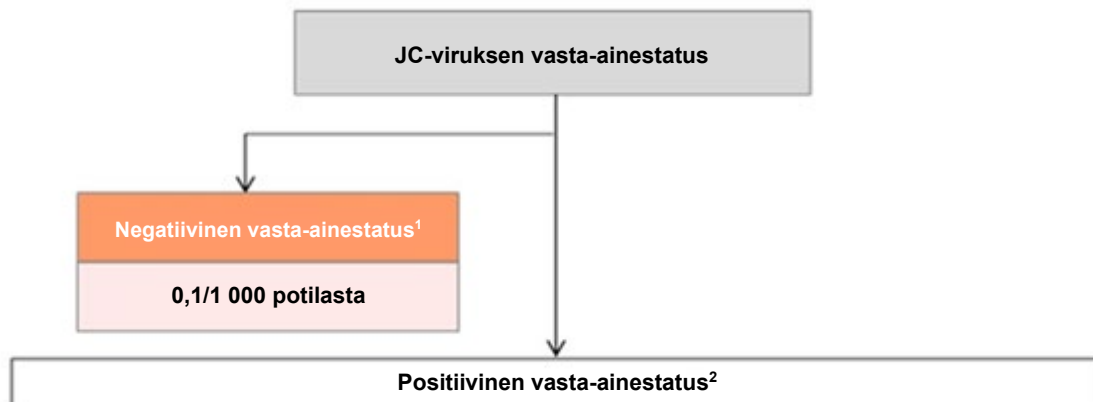 JC-viruksen vasta-ainestatus
Negatiivinen vasta-ainestatus¹
0,1/1 000 potilasta
Positiivinen vasta-ainestatus²